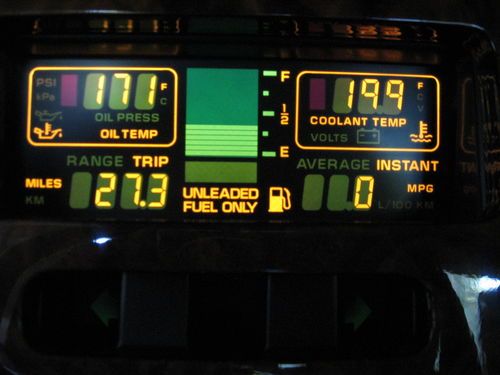 PSI 171 F
kPa C
OIL PRESS
OIL TEMP
RANGE TRIP
MILES 27.3
KM
F
1/2
E
UNLEADED
FUEL ONLY
199 F
C
V
COOLANT TEMP
VOLTS
AVERAGE INSTANT
0 MPG
L/100 KM